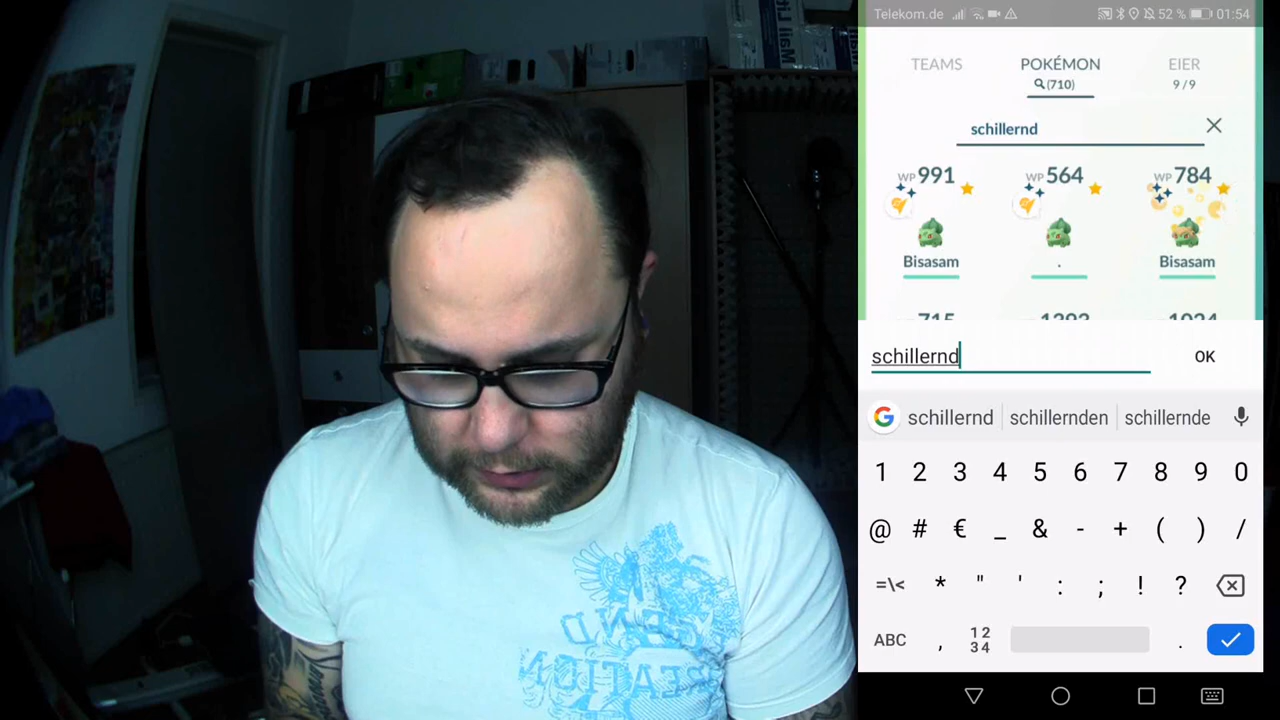 Telekom.de 52 % 01:54
TEAMS POKÉMON EIER
(710) 9 / 9
schillernd
WP 991 WP 564 WP 784
Bisasam . Bisasam
schillernd OK
schillernd schillernden schillernde
1 2 3 4 5 6 7 8 9 0
@ # € _ & - + ( ) /
=\< * " ' : ; ! ?
ABC , 12 34 .